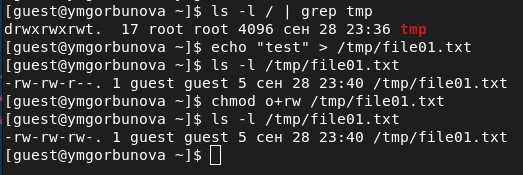 [guest@ymgorbunova ~]$ ls -l / | grep tmp
drwxrwxrwt.  17 root root 4096 сен 28 23:36 tmp
[guest@ymgorbunova ~]$ echo "test" > /tmp/file01.txt
[guest@ymgorbunova ~]$ ls -l /tmp/file01.txt
-rw-rw-r--. 1 guest guest 5 сен 28 23:40 /tmp/file01.txt
[guest@ymgorbunova ~]$ chmod o+rw /tmp/file01.txt
[guest@ymgorbunova ~]$ ls -l /tmp/file01.txt
-rw-rw-rw-. 1 guest guest 5 сен 28 23:40 /tmp/file01.txt
[guest@ymgorbunova ~]$